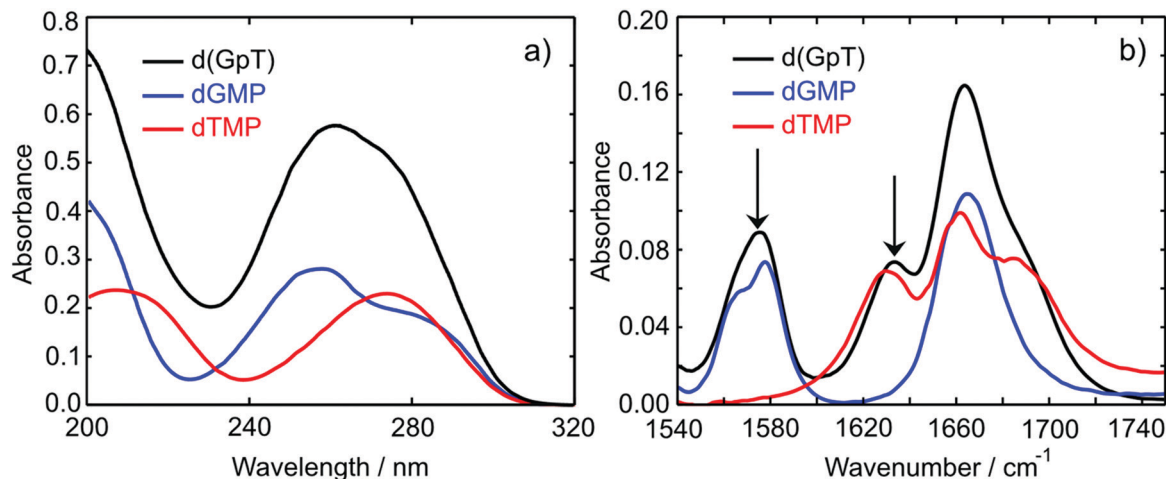 a)
d(GpT)
dGMP
dTMP
0.8
0.7
0.6
0.5
0.4
0.3
0.2
0.1
0.0
Absorbance
200 240 280 320
Wavelength / nm
b)
d(GpT)
dGMP
dTMP
0.20
0.16
0.12
0.08
0.04
0.00
Absorbance
1540 1580 1620 1660 1700 1740
Wavenumber / cm⁻¹